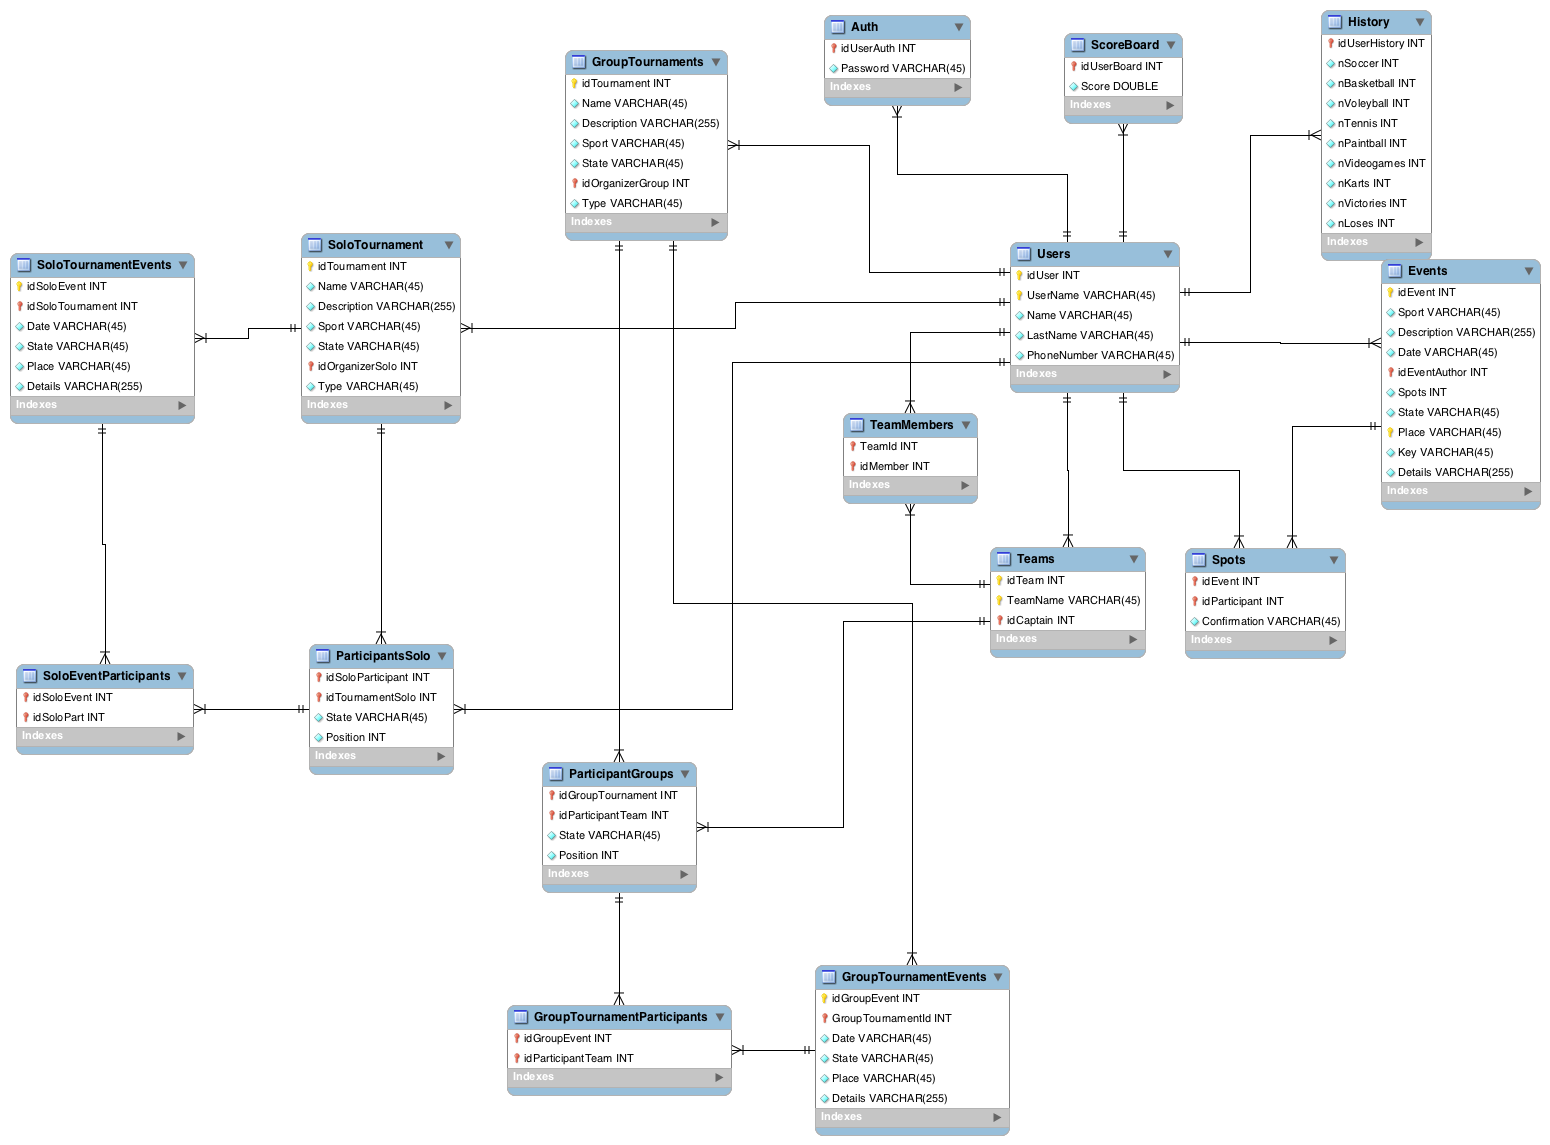 Auth
idUserAuth INT
Password VARCHAR(45)
Indexes
ScoreBoard
idUserBoard INT
Score DOUBLE
Indexes
History
idUserHistory INT
nSoccer INT
nBasketball INT
nVoleyball INT
nTennis INT
nPaintball INT
nVideogames INT
nKarts INT
nVictories INT
nLoses INT
Indexes
GroupTournaments
idTournament INT
Name VARCHAR(45)
Description VARCHAR(255)
Sport VARCHAR(45)
State VARCHAR(45)
idOrganizerGroup INT
Type VARCHAR(45)
Indexes
SoloTournamentEvents
idSoloEvent INT
idSoloTournament INT
Date VARCHAR(45)
State VARCHAR(45)
Place VARCHAR(45)
Details VARCHAR(255)
Indexes
SoloTournament
idTournament INT
Name VARCHAR(45)
Description VARCHAR(255)
Sport VARCHAR(45)
State VARCHAR(45)
idOrganizerSolo INT
Type VARCHAR(45)
Indexes
Users
idUser INT
UserName VARCHAR(45)
Name VARCHAR(45)
LastName VARCHAR(45)
PhoneNumber VARCHAR(45)
Indexes
Events
idEvent INT
Sport VARCHAR(45)
Description VARCHAR(255)
Date VARCHAR(45)
idEventAuthor INT
Spots INT
State VARCHAR(45)
Place VARCHAR(45)
Key VARCHAR(45)
Details VARCHAR(255)
Indexes
TeamMembers
TeamId INT
idMember INT
Indexes
Teams
idTeam INT
TeamName VARCHAR(45)
idCaptain INT
Indexes
Spots
idEvent INT
idParticipant INT
Confirmation VARCHAR(45)
Indexes
SoloEventParticipants
idSoloEvent INT
idSoloPart INT
Indexes
ParticipantsSolo
idSoloParticipant INT
idTournamentSolo INT
State VARCHAR(45)
Position INT
Indexes
ParticipantGroups
idGroupTournament INT
idParticipantTeam INT
State VARCHAR(45)
Position INT
Indexes
GroupTournamentParticipants
idGroupEvent INT
idParticipantTeam INT
Indexes
GroupTournamentEvents
idGroupEvent INT
GroupTournamentId INT
Date VARCHAR(45)
State VARCHAR(45)
Place VARCHAR(45)
Details VARCHAR(255)
Indexes